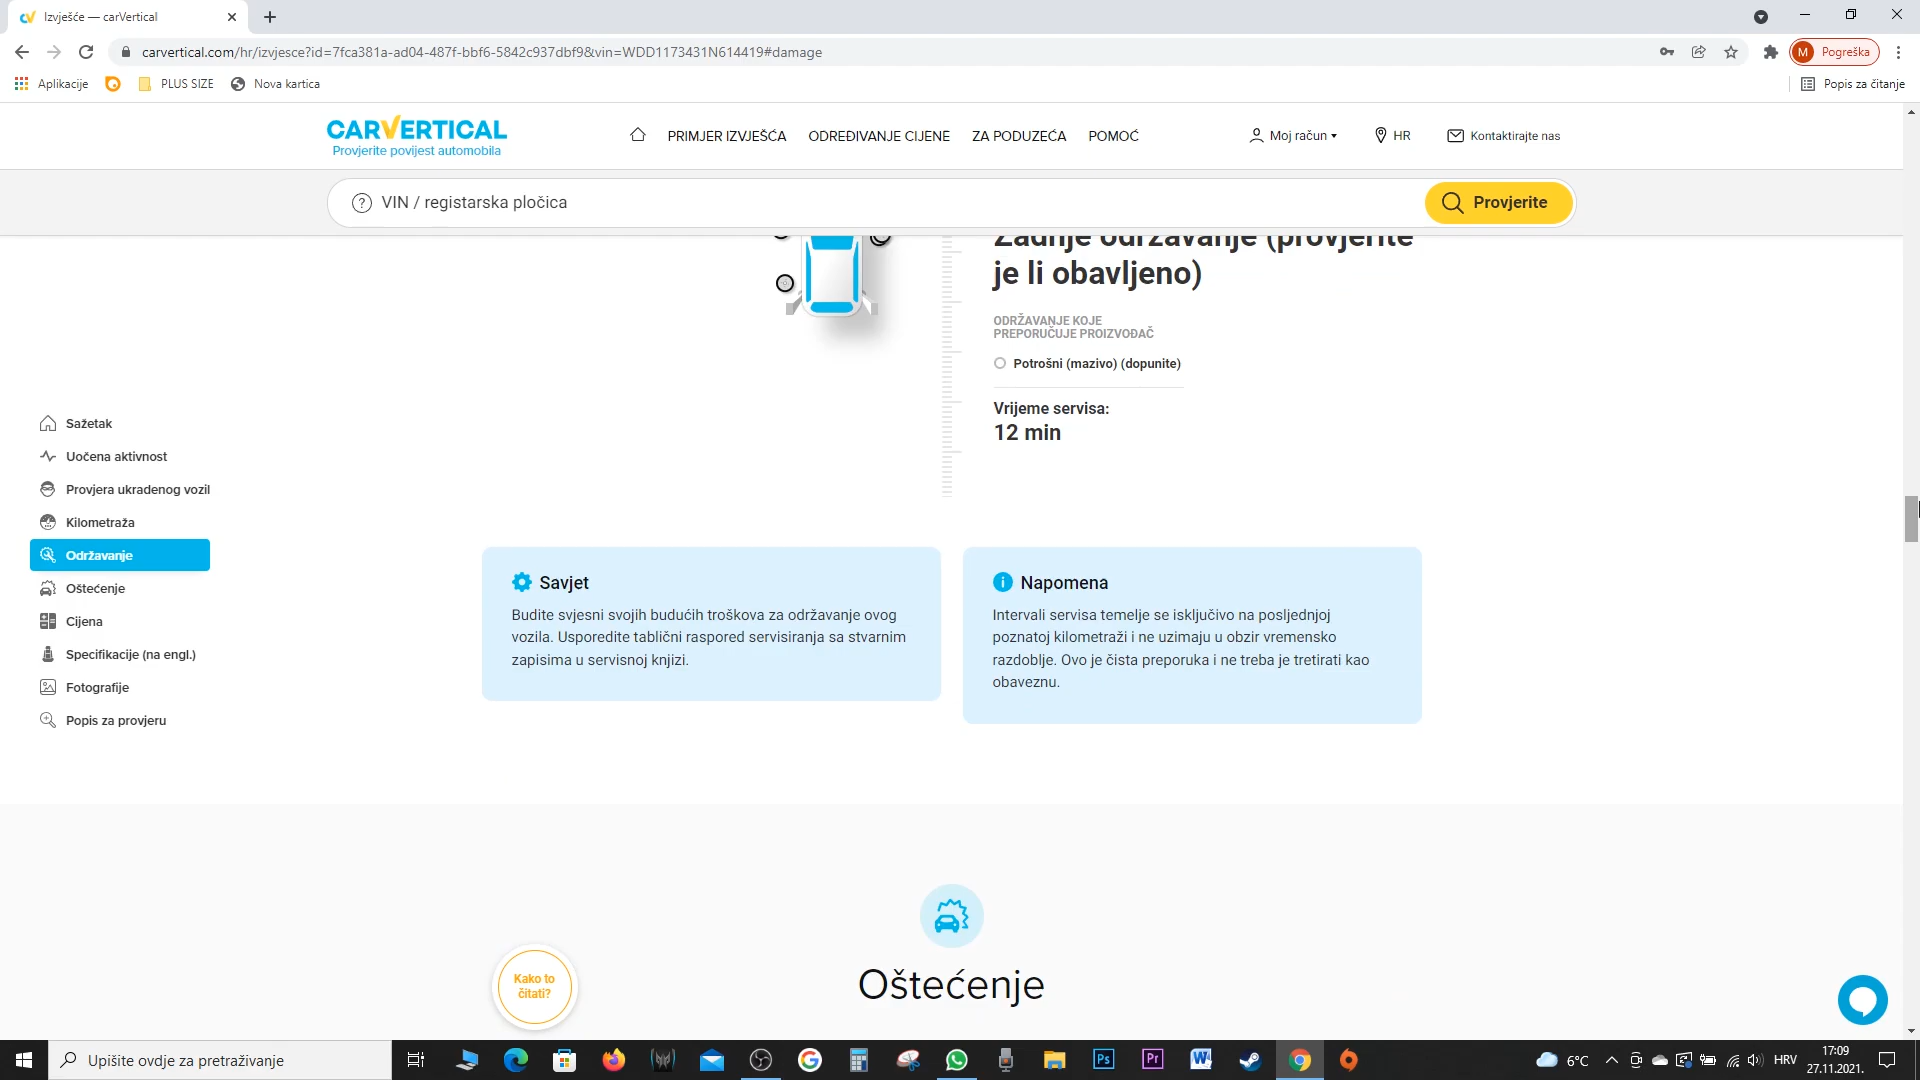 Izvješće — carVertical
carvertical.com/hr/izvjesce?id=7fca381a-ad04-487f-bbf6-5842c937dbf9&vin=WDD1173431N614419#damage
M Pogreška
Aplikacije
PLUS SIZE
Nova kartica
Popis za čitanje
CARVERTICAL
Provjerite povijest automobila
PRIMJER IZVJEŠĆA
ODREĐIVANJE CIJENE
ZA PODUZEĆA
POMOĆ
Moj račun
HR
Kontaktirajte nas
VIN / registarska pločica
Provjerite
Zadnje održavanje (provjerite
je li obavljeno)
ODRŽAVANJE KOJE
PREPORUČUJE PROIZVOĐAČ
Potrošni (mazivo) (dopunite)
Vrijeme servisa:
12 min
Sažetak
Uočena aktivnost
Provjera ukradenog vozil
Kilometraža
Održavanje
Oštećenje
Cijena
Specifikacije (na engl.)
Fotografije
Popis za provjeru
Savjet
Budite svjesni svojih budućih troškova za održavanje ovog
vozila. Usporedite tablični raspored servisiranja sa stvarnim
zapisima u servisnoj knjizi.
Napomena
Intervali servisa temelje se isključivo na posljednjoj
poznatoj kilometraži i ne uzimaju u obzir vremensko
razdoblje. Ovo je čista preporuka i ne treba je tretirati kao
obaveznu.
Kako to
čitati?
Oštećenje
Upišite ovdje za pretraživanje
Ps
Pr
W
6°C
HRV
17:09
27.11.2021.